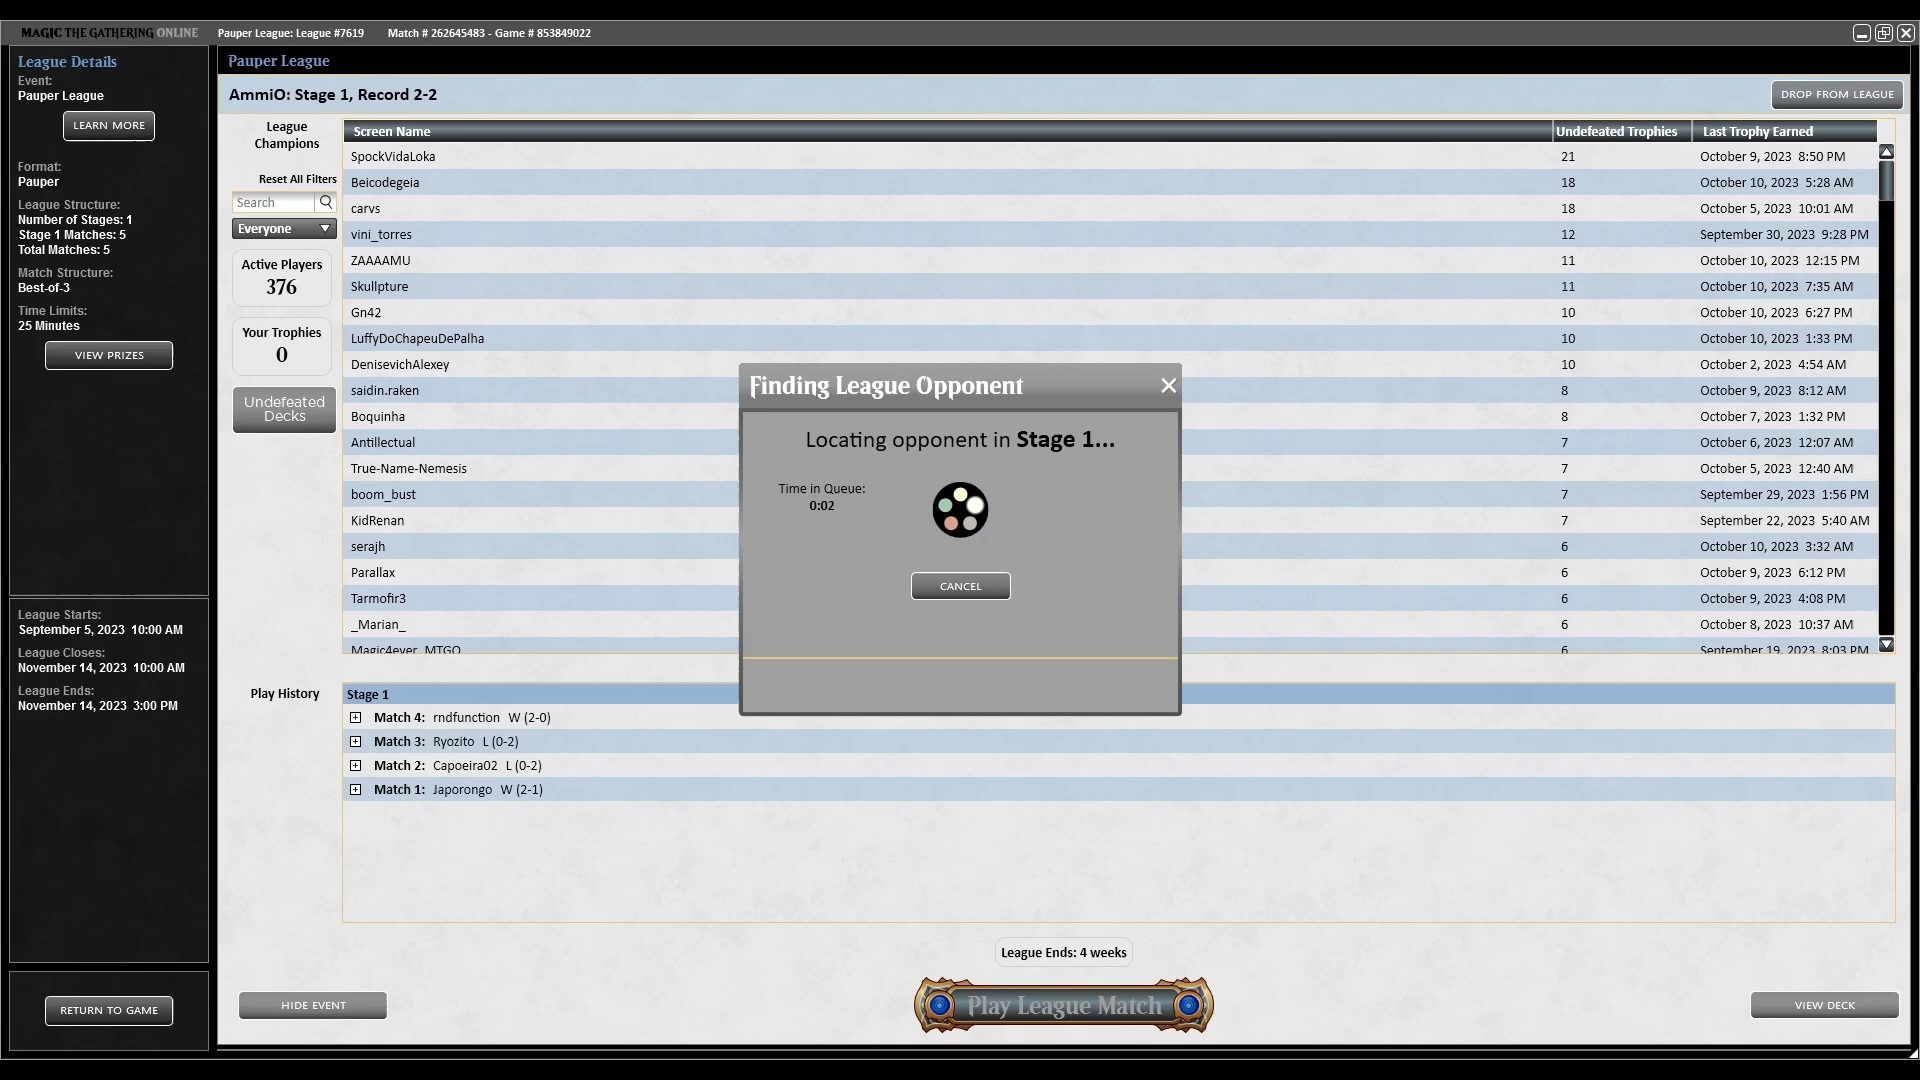 MAGIC THE GATHERING ONLINE Pauper League: League #7619 Match # 262645483 - Game # 853849022
League Details
Event:
Pauper League
LEARN MORE
Format:
Pauper
League Structure:
Number of Stages: 1
Stage 1 Matches: 5
Total Matches: 5
Match Structure:
Best-of-3
Time Limits:
25 Minutes
VIEW PRIZES
League Starts:
September 5, 2023 10:00 AM
League Closes:
November 14, 2023 10:00 AM
League Ends:
November 14, 2023 3:00 PM
RETURN TO GAME
Pauper League
AmmiO: Stage 1, Record 2-2
DROP FROM LEAGUE
League
Champions
Reset All Filters
Search
Everyone
Active Players
376
Your Trophies
0
Undefeated
Decks
Screen Name Undefeated Trophies Last Trophy Earned
SpockVidaLoka 21 October 9, 2023 8:50 PM
Beicodegeia 18 October 10, 2023 5:28 AM
carvs 18 October 5, 2023 10:01 AM
vini_torres 12 September 30, 2023 9:28 PM
ZAAAAMU 11 October 10, 2023 12:15 PM
Skullpture 11 October 10, 2023 7:35 AM
Gn42 10 October 10, 2023 6:27 PM
LuffyDoChapeuDePalha 10 October 10, 2023 1:33 PM
DenisevichAlexey 10 October 2, 2023 4:54 AM
saidin.raken 8 October 9, 2023 8:12 AM
Boquinha 8 October 7, 2023 1:32 PM
Antillectual 7 October 6, 2023 12:07 AM
True-Name-Nemesis 7 October 5, 2023 12:40 AM
boom_bust 7 September 29, 2023 1:56 PM
KidRenan 7 September 22, 2023 5:40 AM
serajh 6 October 10, 2023 3:32 AM
Parallax 6 October 9, 2023 6:12 PM
Tarmofir3 6 October 9, 2023 4:08 PM
_Marian_ 6 October 8, 2023 10:37 AM
Magic4ever_MTGO 6 September 19, 2023 8:03 PM
Finding League Opponent
Locating opponent in Stage 1...
Time in Queue:
0:02
CANCEL
Play History
Stage 1
Match 4: rndfunction W (2-0)
Match 3: Ryozito L (0-2)
Match 2: Capoeira02 L (0-2)
Match 1: Japorongo W (2-1)
League Ends: 4 weeks
HIDE EVENT
Play League Match
VIEW DECK